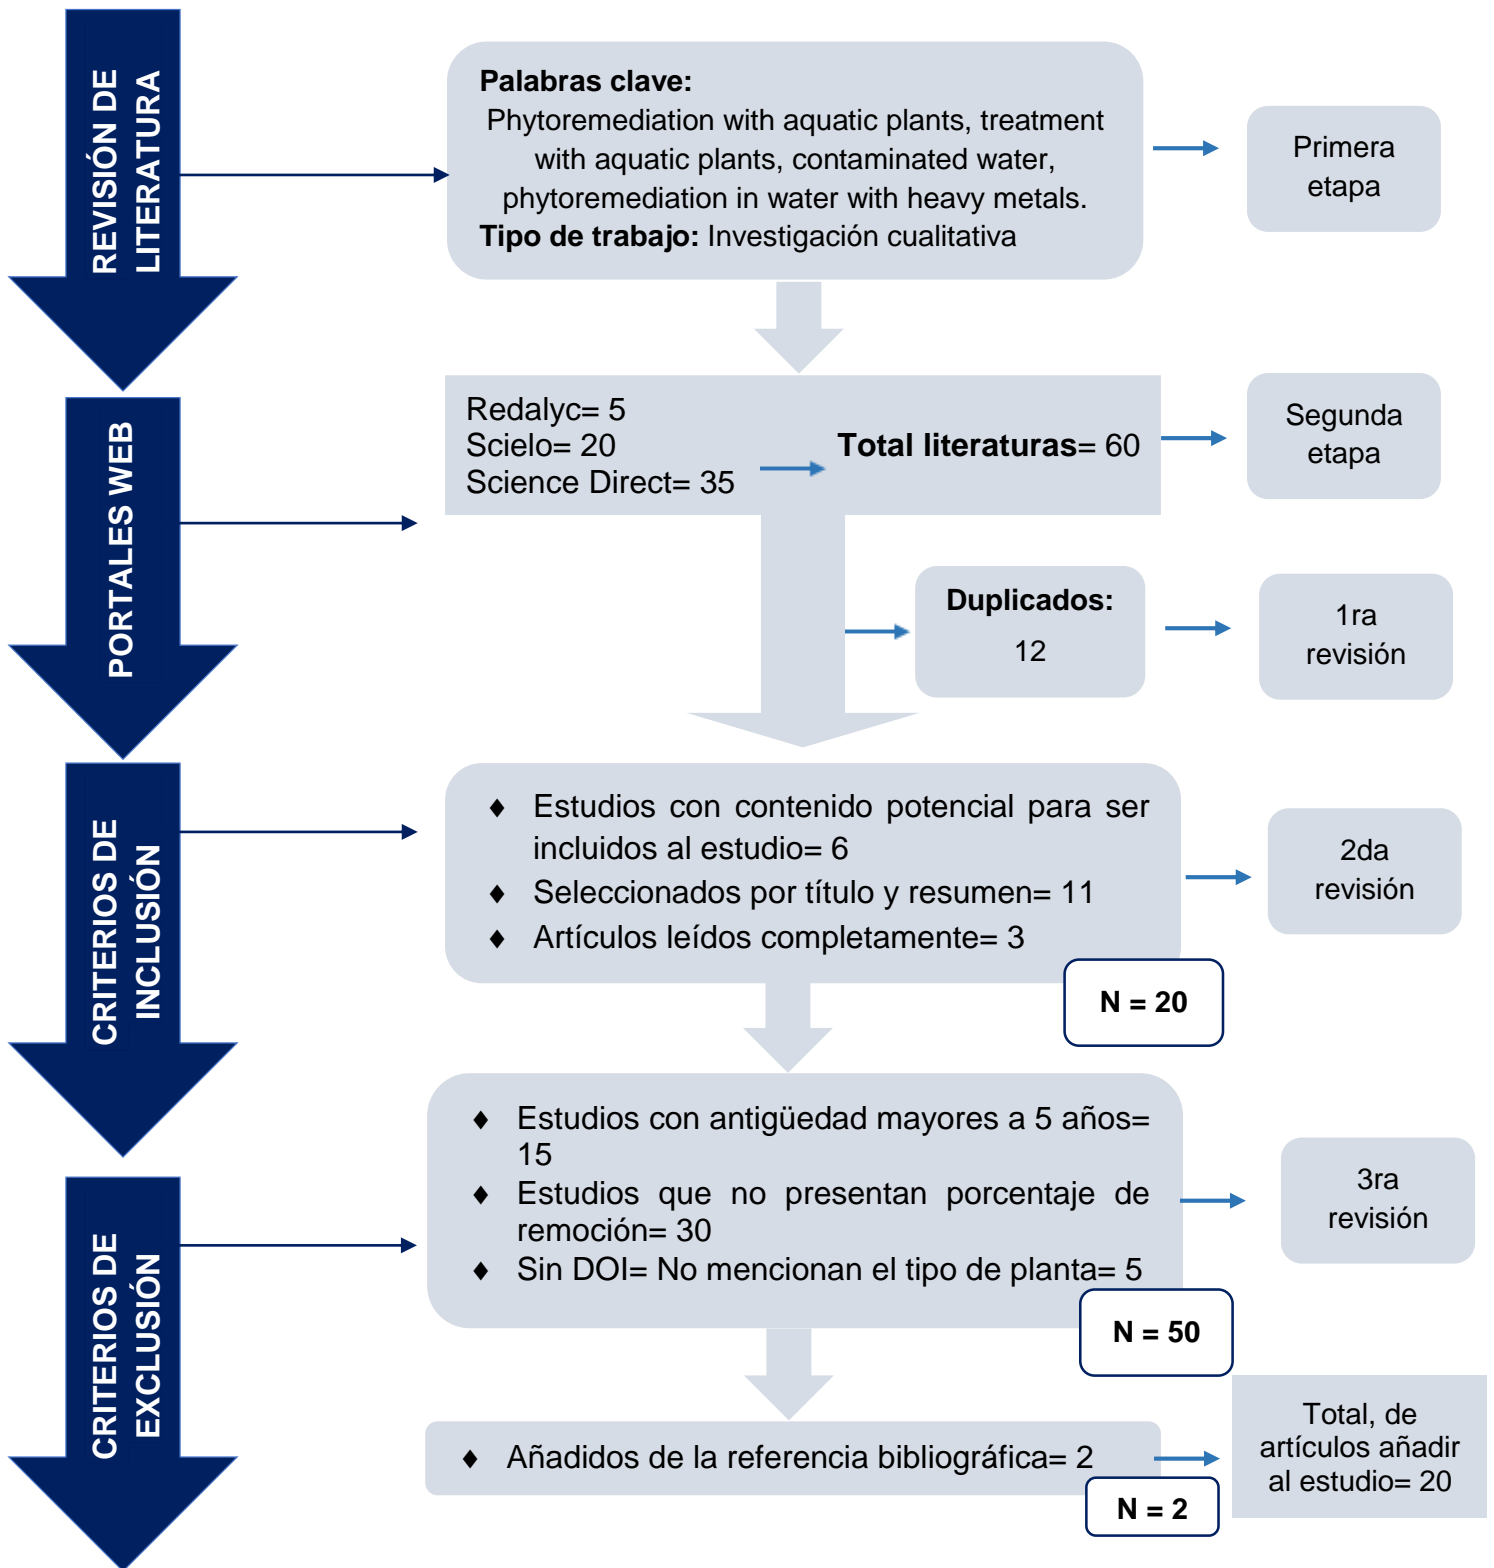 REVISIÓN DE
LITERATURA
Palabras clave:
Phytoremediation with aquatic plants, treatment
with aquatic plants, contaminated water,
phytoremediation in water with heavy metals.
Tipo de trabajo: Investigación cualitativa
Primera
etapa
PORTALES WEB
Redalyc= 5
Scielo= 20
Science Direct= 35
Total literaturas= 60
Segunda
etapa
Duplicados:
12
1ra
revisión
CRITERIOS DE
INCLUSIÓN
♦ Estudios con contenido potencial para ser
incluidos al estudio= 6
♦ Seleccionados por título y resumen= 11
♦ Artículos leídos completamente= 3
N = 20
2da
revisión
CRITERIOS DE
EXCLUSIÓN
♦ Estudios con antigüedad mayores a 5 años=
15
♦ Estudios que no presentan porcentaje de
remoción= 30
♦ Sin DOI= No mencionan el tipo de planta= 5
N = 50
3ra
revisión
♦ Añadidos de la referencia bibliográfica= 2
N = 2
Total, de
artículos añadir
al estudio= 20